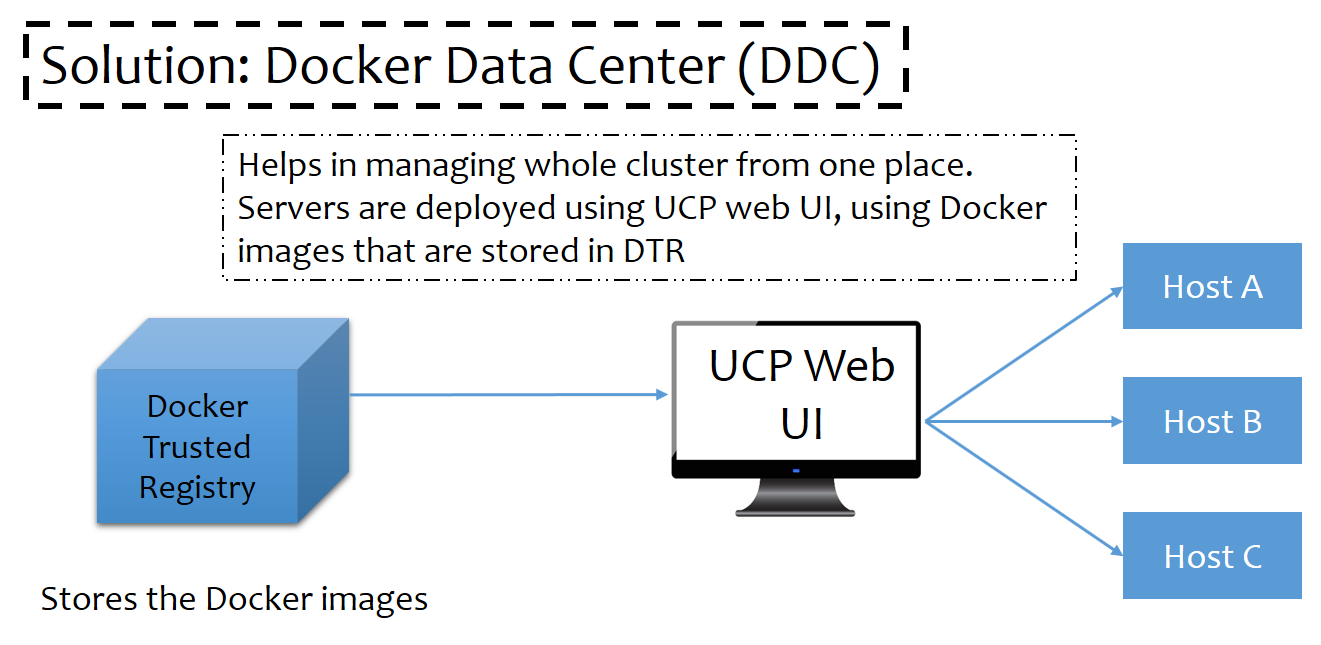 Solution: Docker Data Center (DDC)
Helps in managing whole cluster from one place.
Servers are deployed using UCP web UI, using Docker
images that are stored in DTR
Host A
UCP Web
UI
Docker
Trusted
Registry
Host B
Host C
Stores the Docker images